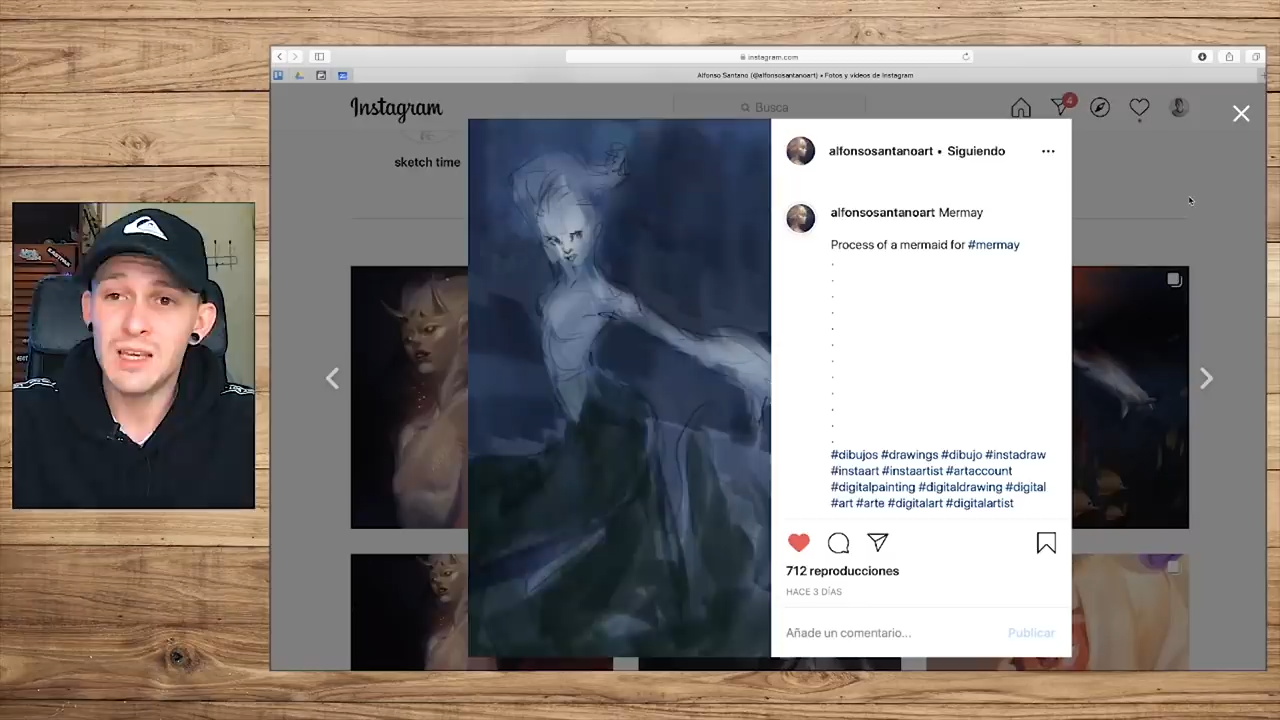 instagram.com
Alfonso Santano (@alfonsosantanoart) • Fotos y videos de Instagram
Instagram
Busca
4
sketch time
alfonsosantanoart • Siguiendo
alfonsosantanoart Mermay
Process of a mermaid for #mermay
.
.
.
.
.
.
.
.
.
.
.
.
#dibujos #drawings #dibujo #instadraw
#instaart #instaartist #artaccount
#digitalpainting #digitaldrawing #digital
#art #arte #digitalart #digitalartist
712 reproducciones
HACE 3 DÍAS
Añade un comentario...
Publicar